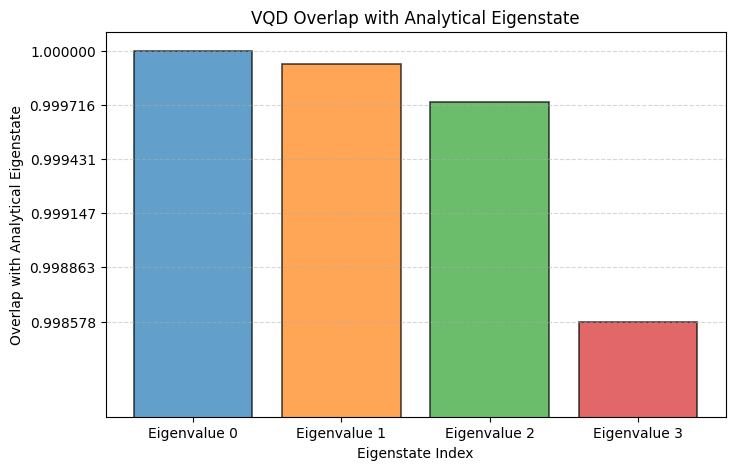 VQD Overlap with Analytical Eigenstate
Overlap with Analytical Eigenstate
1.000000
0.999716
0.999431
0.999147
0.998863
0.998578
Eigenvalue 0
Eigenvalue 1
Eigenvalue 2
Eigenvalue 3
Eigenstate Index